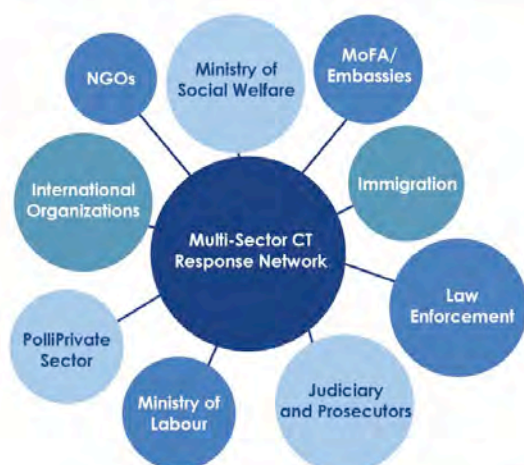 NGOs
Ministry of
Social Welfare
MoFA/
Embassies
International
Organizations
Immigration
Multi-Sector CT
Response Network
Law
Enforcement
PolliPrivate
Sector
Ministry of
Labour
Judiciary
and Prosecutors